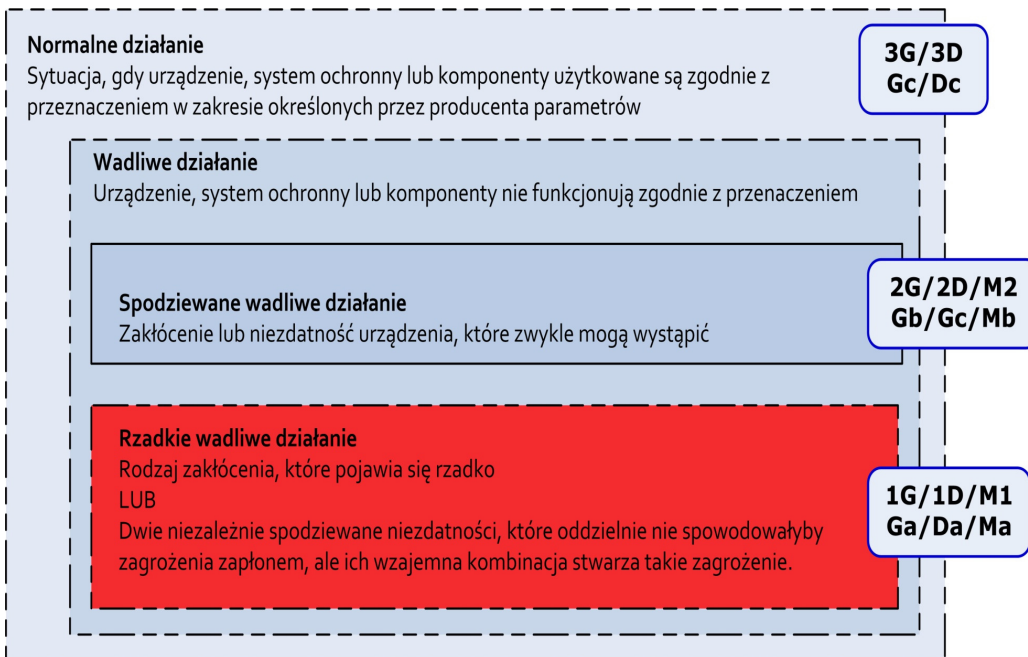 Normalne działanie
Sytuacja, gdy urządzenie, system ochronny lub komponenty użytkowane są zgodnie z
przeznaczeniem w zakresie określonych przez producenta parametrów
3G/3D
Gc/Dc
Wadliwe działanie
Urządzenie, system ochronny lub komponenty nie funkcjonują zgodnie z przenaczeniem
Spodziewane wadliwe działanie
Zakłócenie lub niezdatność urządzenia, które zwykle mogą wystąpić
2G/2D/M2
Gb/Gc/Mb
Rzadkie wadliwe działanie
Rodzaj zakłócenia, które pojawia się rzadko
LUB
Dwie niezależnie spodziewane niezdatności, które oddzielnie nie spowodowałyby
zagrożenia zapłonem, ale ich wzajemna kombinacja stwarza takie zagrożenie.
1G/1D/M1
Ga/Da/Ma